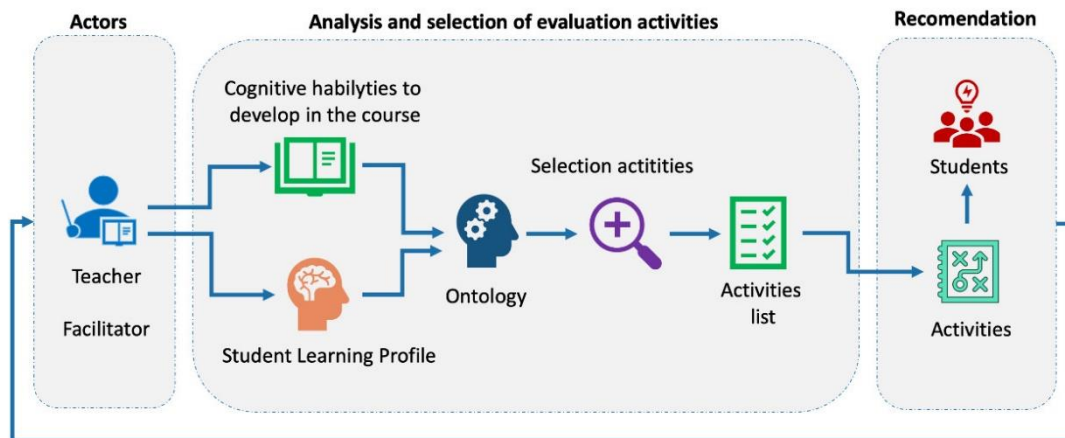 Actors
Analysis and selection of evaluation activities
Recomendation
Cognitive habilyties to
develop in the course
Selection actitities
Students
Teacher
Facilitator
Ontology
Activities
list
Activities
Student Learning Profile